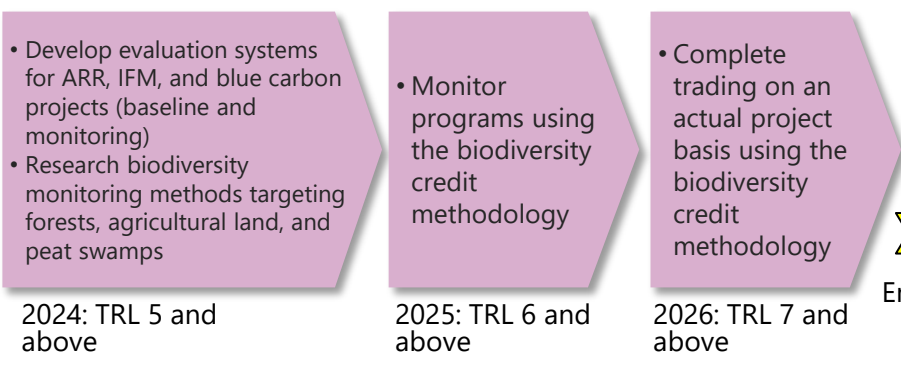 • Develop evaluation systems
for ARR, IFM, and blue carbon
projects (baseline and
monitoring)
• Research biodiversity
monitoring methods targeting
forests, agricultural land, and
peat swamps
2024: TRL 5 and
above
• Monitor
programs using
the biodiversity
credit
methodology
2025: TRL 6 and
above
• Complete
trading on an
actual project
basis using the
biodiversity
credit
methodology
2026: TRL 7 and
above